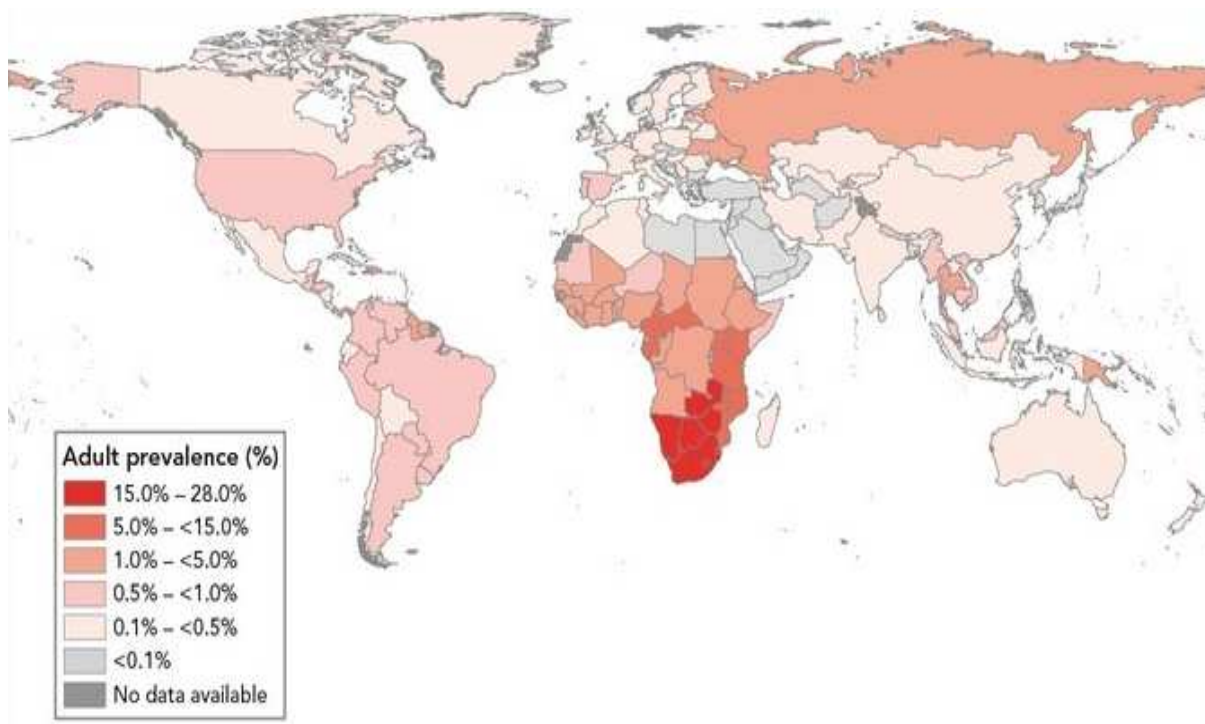 Adult prevalence (%)
15.0% – 28.0%
5.0% – <15.0%
1.0% – <5.0%
0.5% – <1.0%
0.1% – <0.5%
<0.1%
No data available